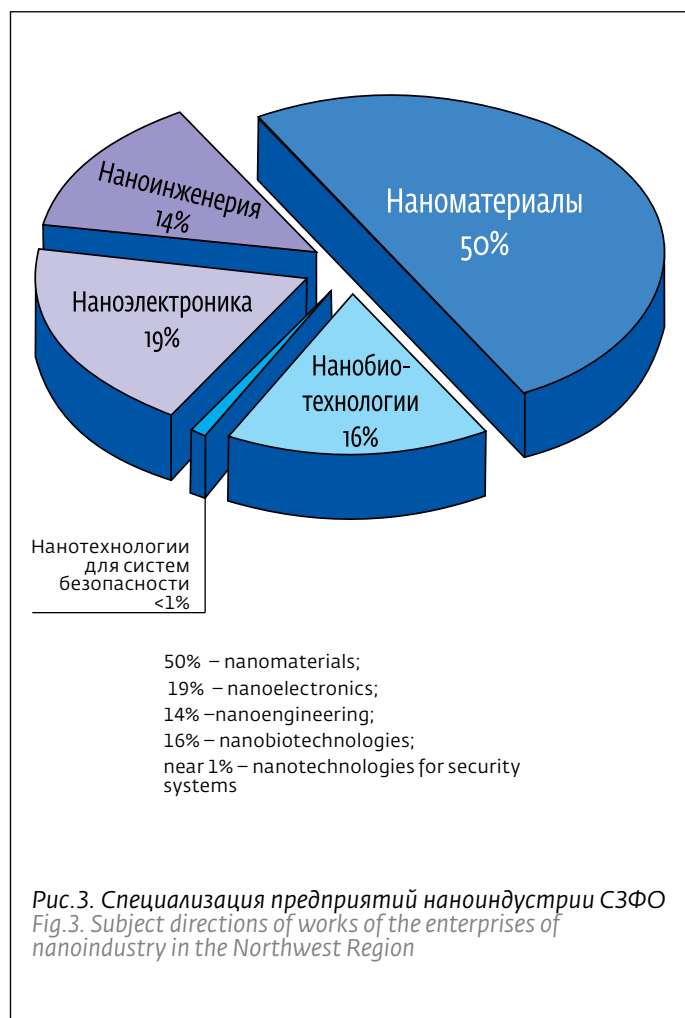 Наноинженерия
14%
Наноматериалы
50%
Наноэлектроника
19%
Нанобио-
технологии
16%
Нанотехнологии
для систем
безопасности
<1%
50% – nanomaterials;
19% – nanoelectronics;
14% –nanoengineering;
16% – nanobiotechnologies;
near 1% – nanotechnologies for security
systems
Рис.3. Специализация предприятий наноиндустрии СЗФО
Fig.3. Subject directions of works of the enterprises of
nanoindustry in the Northwest Region